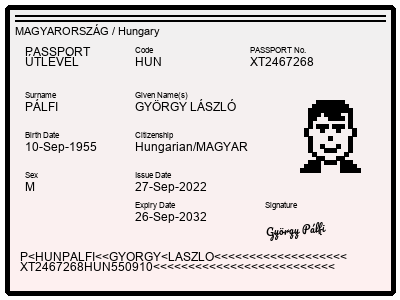 MAGYARORSZÁG / Hungary
PASSPORT
ÚTLEVÉL
Code
HUN
PASSPORT No.
XT2467268
Surname
PÁLFI
Given Name(s)
GYÖRGY LÁSZLÓ
Birth Date
10-Sep-1955
Citizenship
Hungarian/MAGYAR
Sex
M
Issue Date
27-Sep-2022
Expiry Date
26-Sep-2032
Signature
György Pálfi
P<HUNPALFI<<GYORGY<LASZLO<<<<<<<<<<<<<<<<<<<
XT2467268HUN550910<<<<<<<<<<<<<<<<<<<<<<<<<<